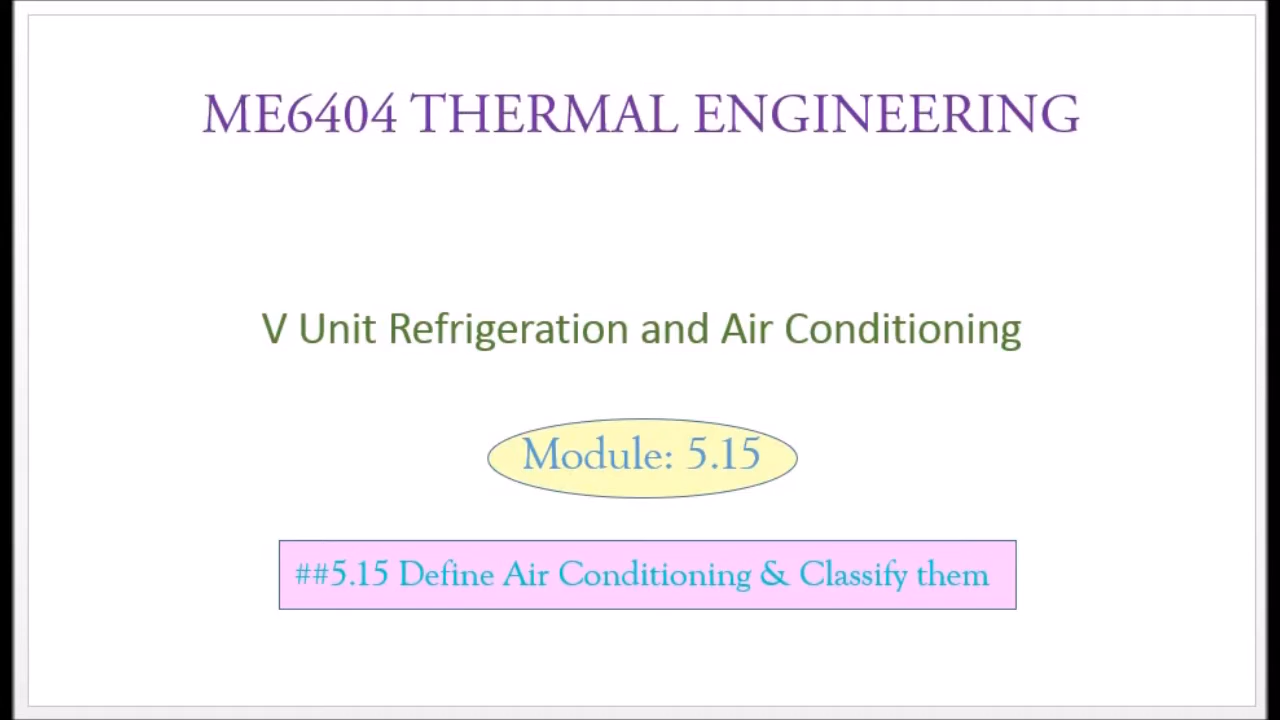 ME6404 THERMAL ENGINEERING
V Unit Refrigeration and Air Conditioning
Module: 5.15
##5.15 Define Air Conditioning & Classify them